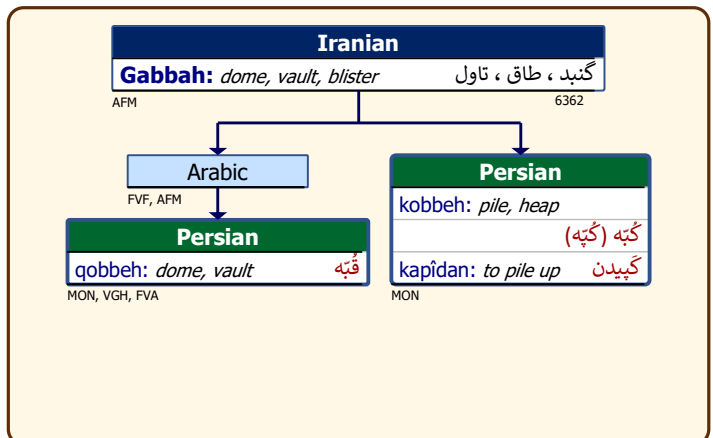 Iranian
Gabbah: dome, vault, blister گنبد ، طاق ، تاول
AFM 6362
Arabic
FVF, AFM
Persian
qobbeh: dome, vault قُبّه
MON, VGH, FVA
Persian
kobbeh: pile, heap
کُبّه (کُپّه)
kapîdan: to pile up کَپیدن
MON